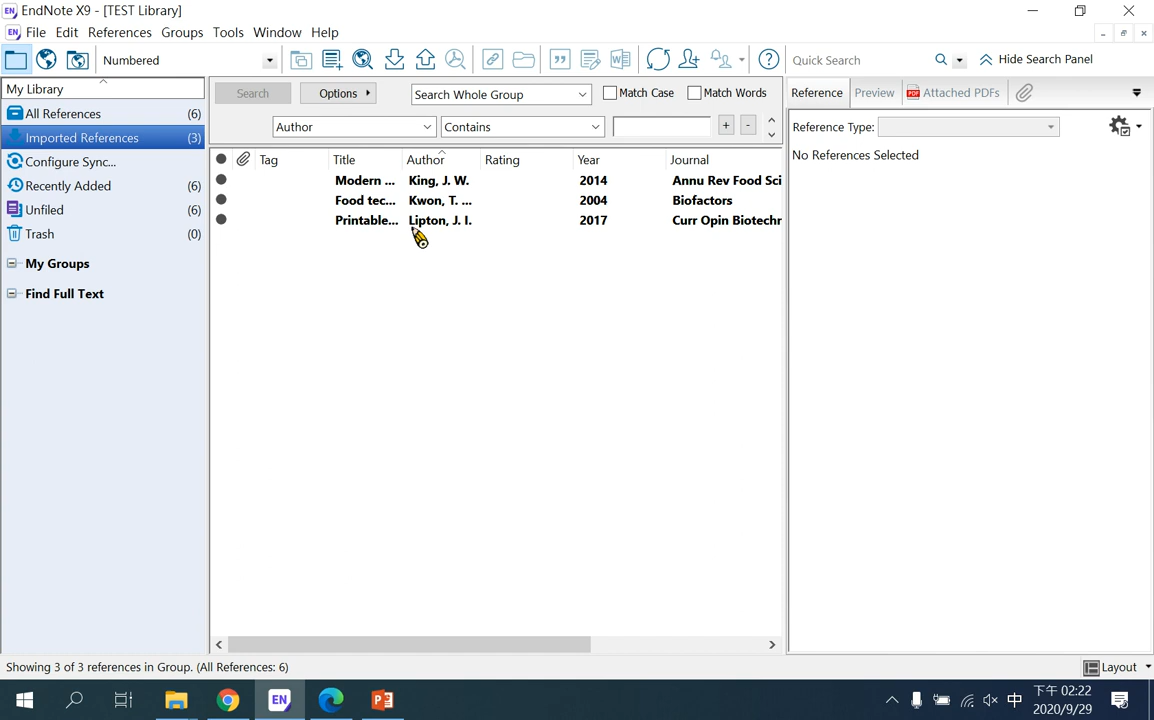 EN EndNote X9 - [TEST Library]
EN File Edit References Groups Tools Window Help
Numbered
Quick Search
Hide Search Panel
My Library
All References (6)
Imported References (3)
Configure Sync...
Recently Added (6)
Unfiled (6)
Trash (0)
My Groups
Find Full Text
Search Options Search Whole Group Match Case Match Words
Author Contains + -
Tag Title Author Rating Year Journal
Modern ... King, J. W. 2014 Annu Rev Food Sci
Food tec... Kwon, T. ... 2004 Biofactors
Printable... Lipton, J. I. 2017 Curr Opin Biotechn
Reference Preview PDF Attached PDFs
Reference Type:
No References Selected
Showing 3 of 3 references in Group. (All References: 6)
Layout
EN
中
下午 02:22
2020/9/29